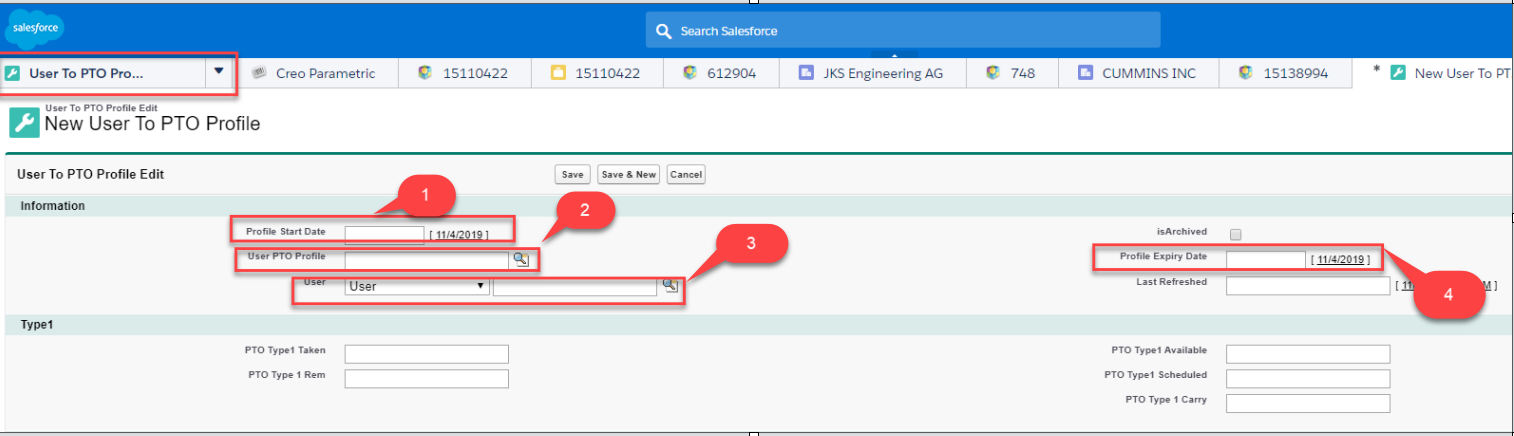 salesforce
Search Salesforce
User To PTO Pro...
Creo Parametric
15110422
15110422
612904
JKS Engineering AG
748
CUMMINS INC
15138994
* New User To PT
User To PTO Profile Edit
New User To PTO Profile
User To PTO Profile Edit
Save
Save & New
Cancel
1
Information
2
Profile Start Date
[ 11/4/2019 ]
isArchived
3
User PTO Profile
Profile Expiry Date
[ 11/4/2019 ]
User
User
Last Refreshed
4
Type1
PTO Type1 Taken
PTO Type1 Available
PTO Type 1 Rem
PTO Type1 Scheduled
PTO Type 1 Carry